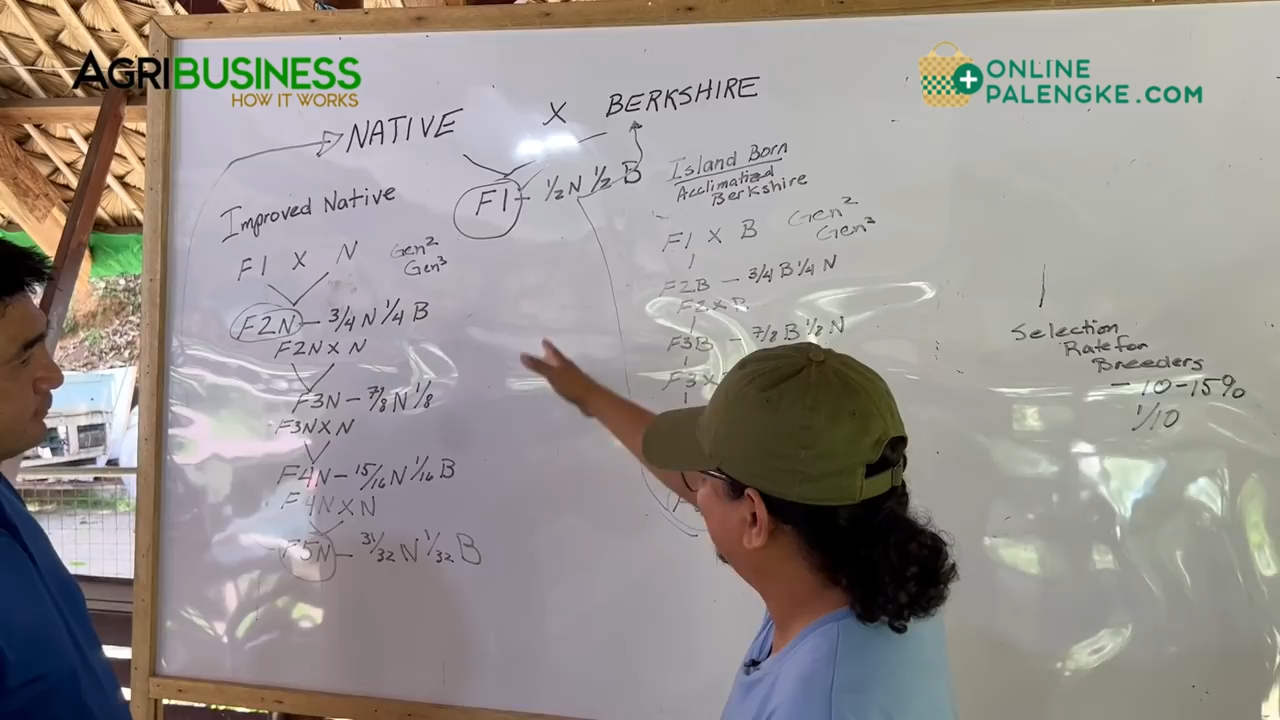 AGRIBUSINESS
HOW IT WORKS
ONLINE
PALENGKE.COM
NATIVE X BERKSHIRE
F1 - 1/2 N 1/2 B
Improved Native
F1 X N
Gen2
Gen3
F2N - 3/4 N 1/4 B
F2N X N
F3N - 7/8 N 1/8
F3N X N
F4N - 15/16 N 1/16 B
F4N X N
F5N - 31/32 N 1/32 B
Island Born
Acclimatized
Berkshire
F1 X B
Gen2
Gen3
F2B - 3/4 B 1/4 N
F2 X B
F3B - 7/8 B 1/8 N
F3 X
Selection
Rate for
Breeders
- 10-15%
1/10